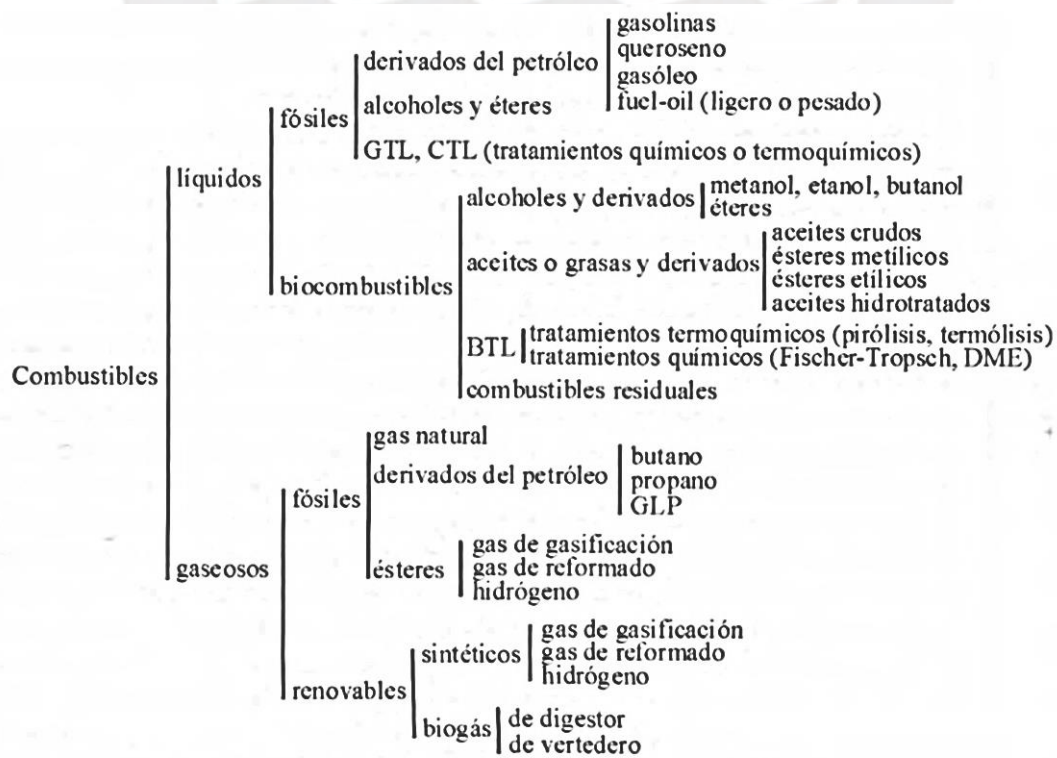 gasolinas
derivados del petróleo queroseno
gasóleo
fósiles alcoholes y éteres fuel-oil (ligero o pesado)
GTL, CTL (tratamientos químicos o termoquímicos)
líquidos
alcoholes y derivados metanol, etanol, butanol
éteres
aceites crudos
aceites o grasas y derivados ésteres metílicos
ésteres etílicos
biocombustibles aceites hidrotratados
BTL tratamientos termoquímicos (pirólisis, termólisis)
tratamientos químicos (Fischer-Tropsch, DME)
Combustibles
combustibles residuales
gas natural
derivados del petróleo butano
propano
fósiles GLP
gaseosos ésteres gas de gasificación
gas de reformado
hidrógeno
sintéticos gas de gasificación
gas de reformado
hidrógeno
renovables
biogás de digestor
de vertedero